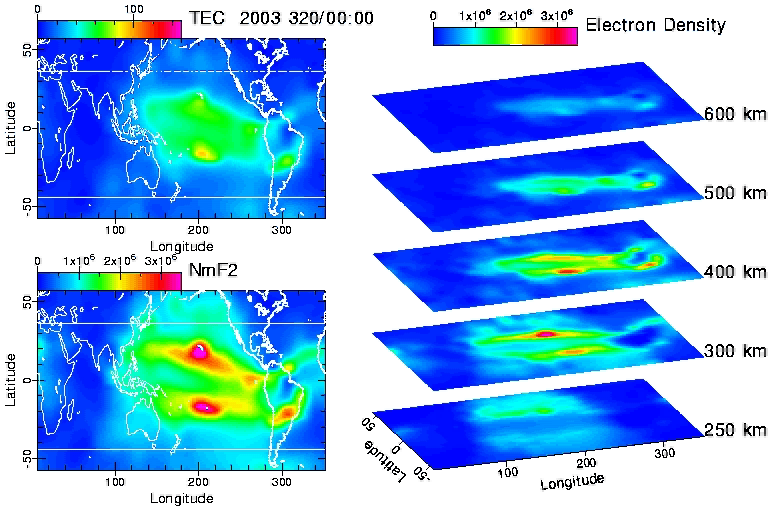 0 100
TEC 2003 320/00:00
50
0
-50
Latitude
100 200 300
Longitude
0 1x10⁶ 2x10⁶ 3x10⁶
NmF2
50
0
-50
Latitude
100 200 300
Longitude
0 1x10⁶ 2x10⁶ 3x10⁶
Electron Density
600 km
500 km
400 km
300 km
250 km
50
0
-50
Latitude
100 200 300
Longitude